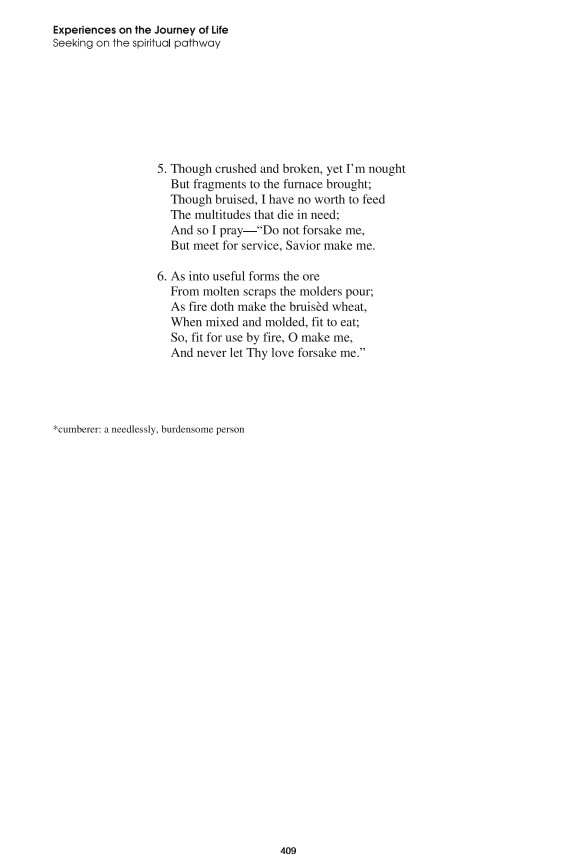 Experiences on the Journey of Life
Seeking on the spiritual pathway
5. Though crushed and broken, yet I’m nought
But fragments to the furnace brought;
Though bruised, I have no worth to feed
The multitudes that die in need;
And so I pray—“Do not forsake me,
But meet for service, Savior make me.
6. As into useful forms the ore
From molten scraps the molders pour;
As fire doth make the bruisèd wheat,
When mixed and molded, fit to eat;
So, fit for use by fire, O make me,
And never let Thy love forsake me.”
*cumberer: a needlessly, burdensome person
409